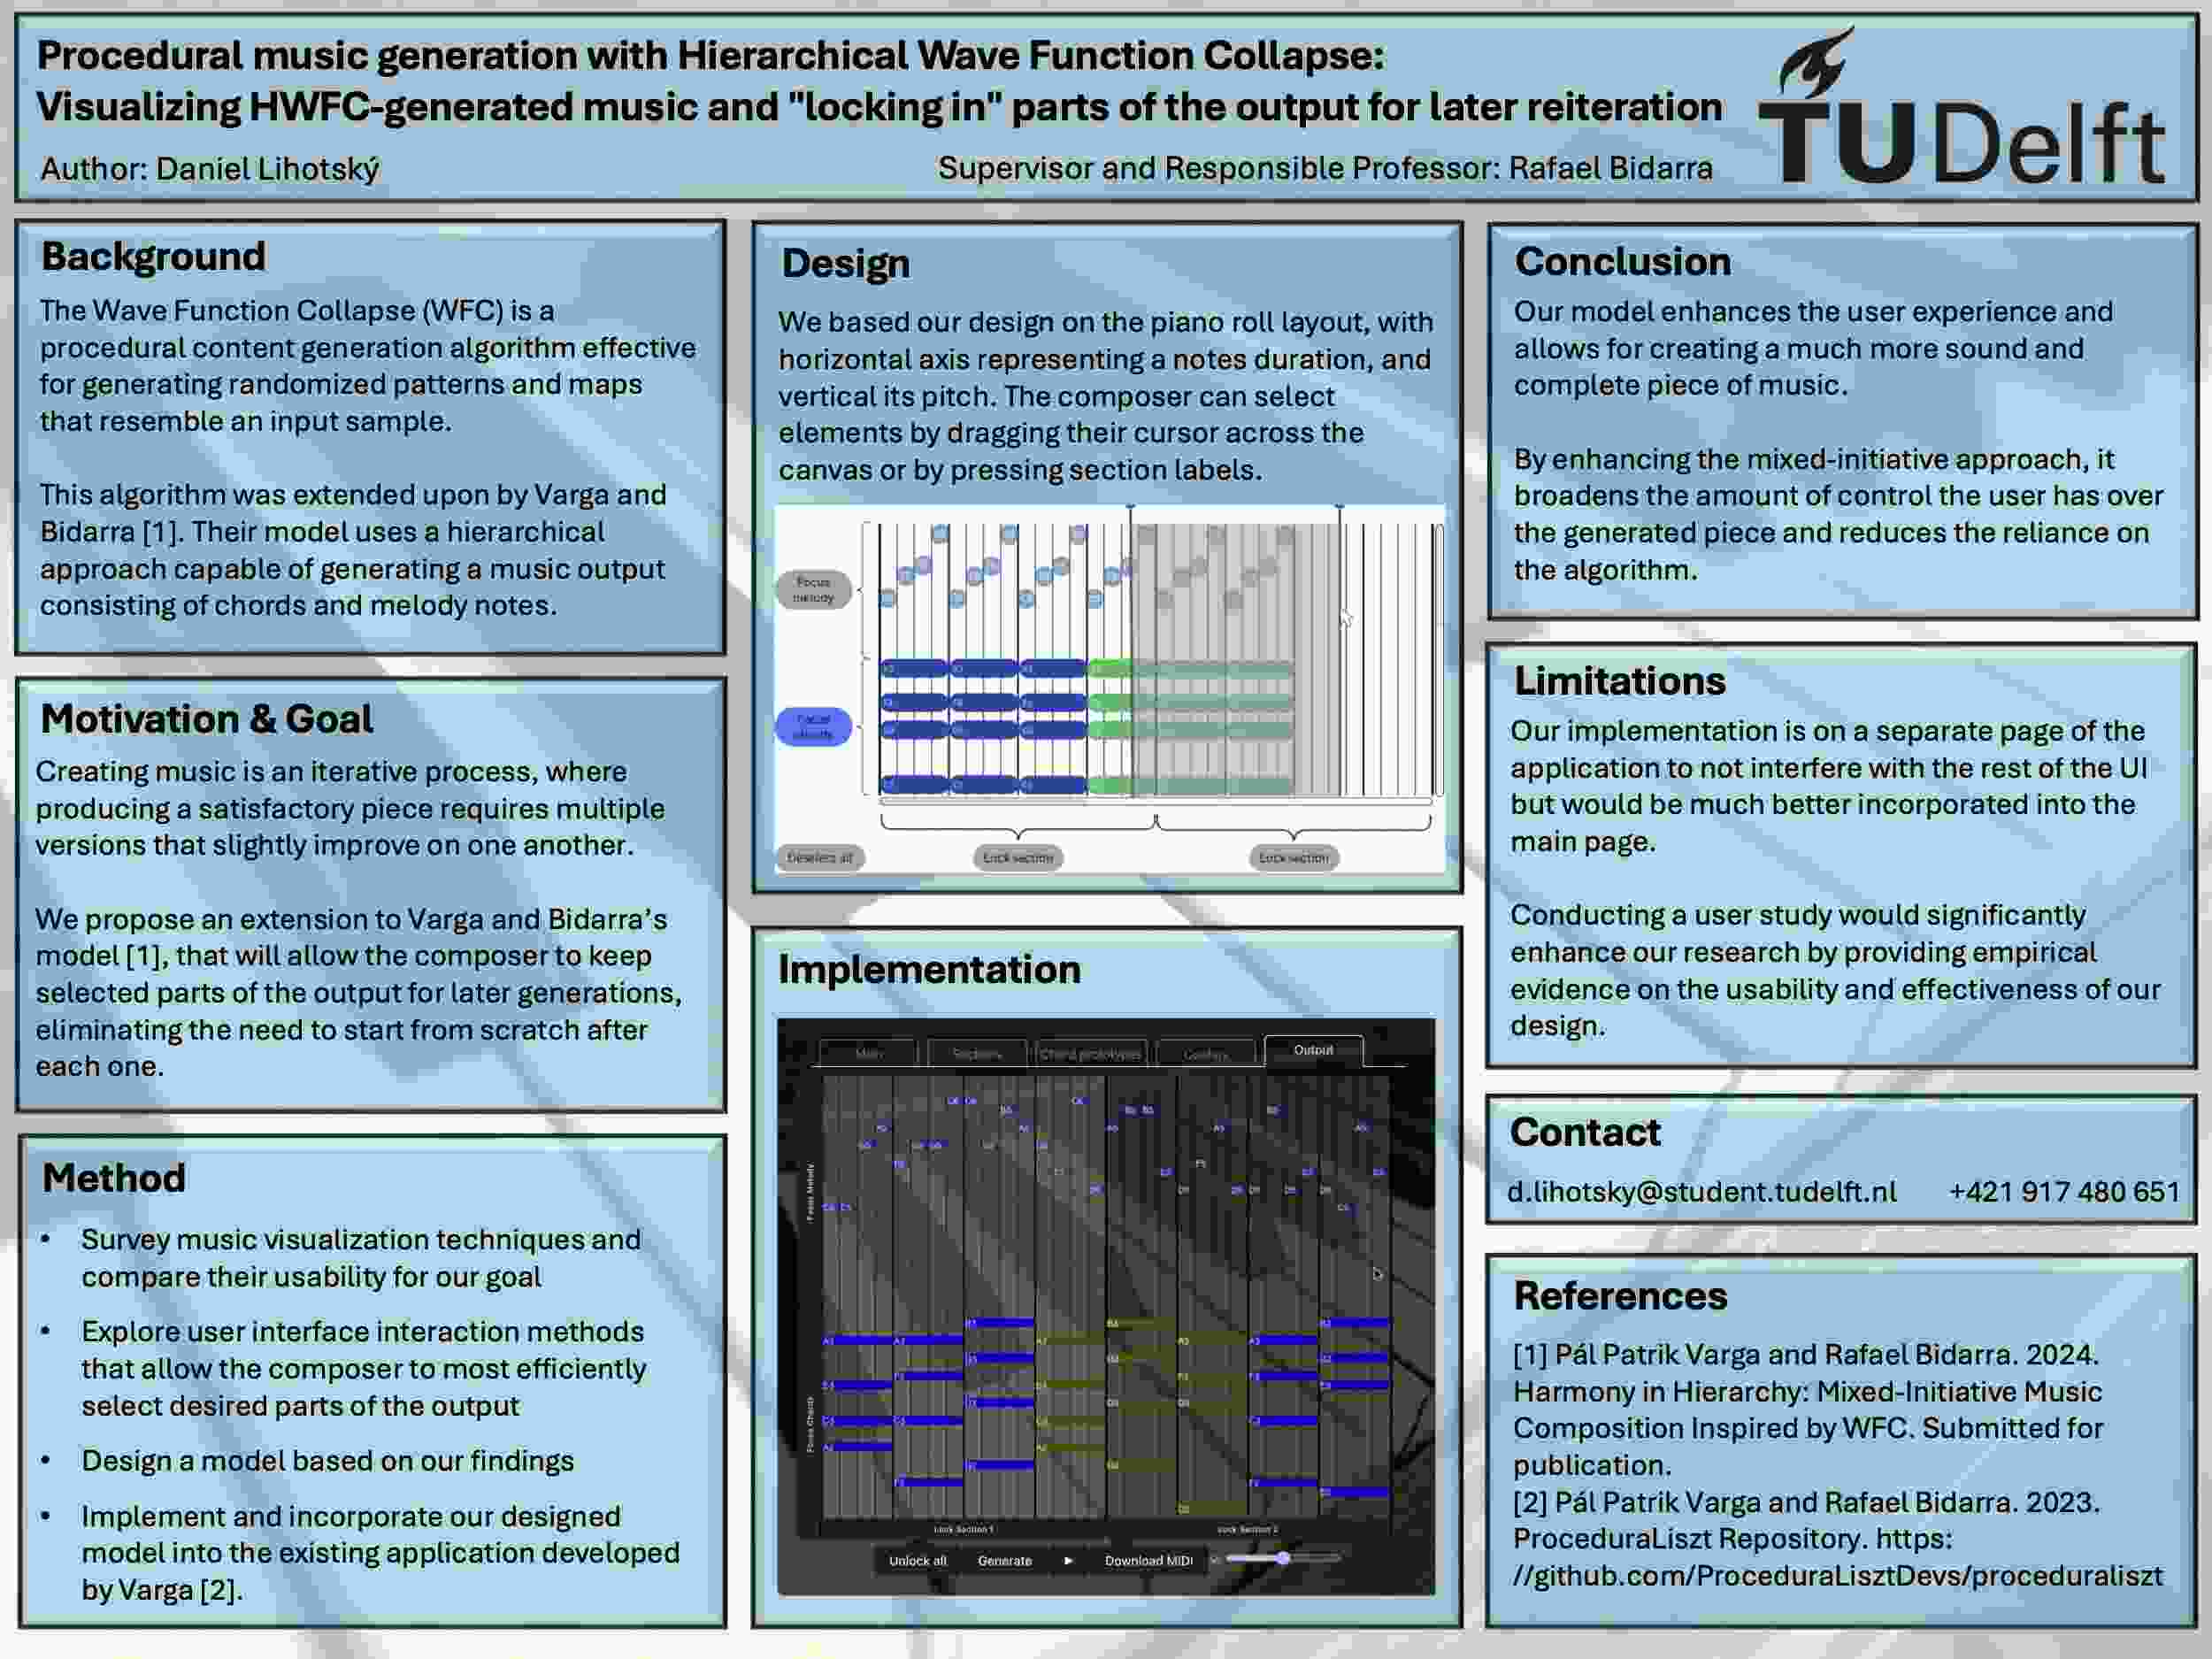 Procedural music generation with Hierarchical Wave Function Collapse:
Visualizing HWFC-generated music and "locking in" parts of the output for later reiteration
Author: Daniel Lihotský
Supervisor and Responsible Professor: Rafael Bidarra
TU Delft
Background
The Wave Function Collapse (WFC) is a
procedural content generation algorithm effective
for generating randomized patterns and maps
that resemble an input sample.
This algorithm was extended upon by Varga and
Bidarra [1]. Their model uses a hierarchical
approach capable of generating a music output
consisting of chords and melody notes.
Motivation & Goal
Creating music is an iterative process, where
producing a satisfactory piece requires multiple
versions that slightly improve on one another.
We propose an extension to Varga and Bidarra’s
model [1], that will allow the composer to keep
selected parts of the output for later generations,
eliminating the need to start from scratch after
each one.
Method
• Survey music visualization techniques and
compare their usability for our goal
• Explore user interface interaction methods
that allow the composer to most efficiently
select desired parts of the output
• Design a model based on our findings
• Implement and incorporate our designed
model into the existing application developed
by Varga [2].
Design
We based our design on the piano roll layout, with
horizontal axis representing a notes duration, and
vertical its pitch. The composer can select
elements by dragging their cursor across the
canvas or by pressing section labels.
Focus
melody
Deselect all
Lock section
Lock section
Implementation
Chord prototypes
Output
Focus Melody
Focus Chords
Lock Section 1
Lock Section 2
Unlock all
Generate
Download MIDI
Conclusion
Our model enhances the user experience and
allows for creating a much more sound and
complete piece of music.
By enhancing the mixed-initiative approach, it
broadens the amount of control the user has over
the generated piece and reduces the reliance on
the algorithm.
Limitations
Our implementation is on a separate page of the
application to not interfere with the rest of the UI
but would be much better incorporated into the
main page.
Conducting a user study would significantly
enhance our research by providing empirical
evidence on the usability and effectiveness of our
design.
Contact
d.lihotsky@student.tudelft.nl +421 917 480 651
References
[1] Pál Patrik Varga and Rafael Bidarra. 2024.
Harmony in Hierarchy: Mixed-Initiative Music
Composition Inspired by WFC. Submitted for
publication.
[2] Pál Patrik Varga and Rafael Bidarra. 2023.
ProceduraLiszt Repository. https:
//github.com/ProceduraLisztDevs/proceduraliszt